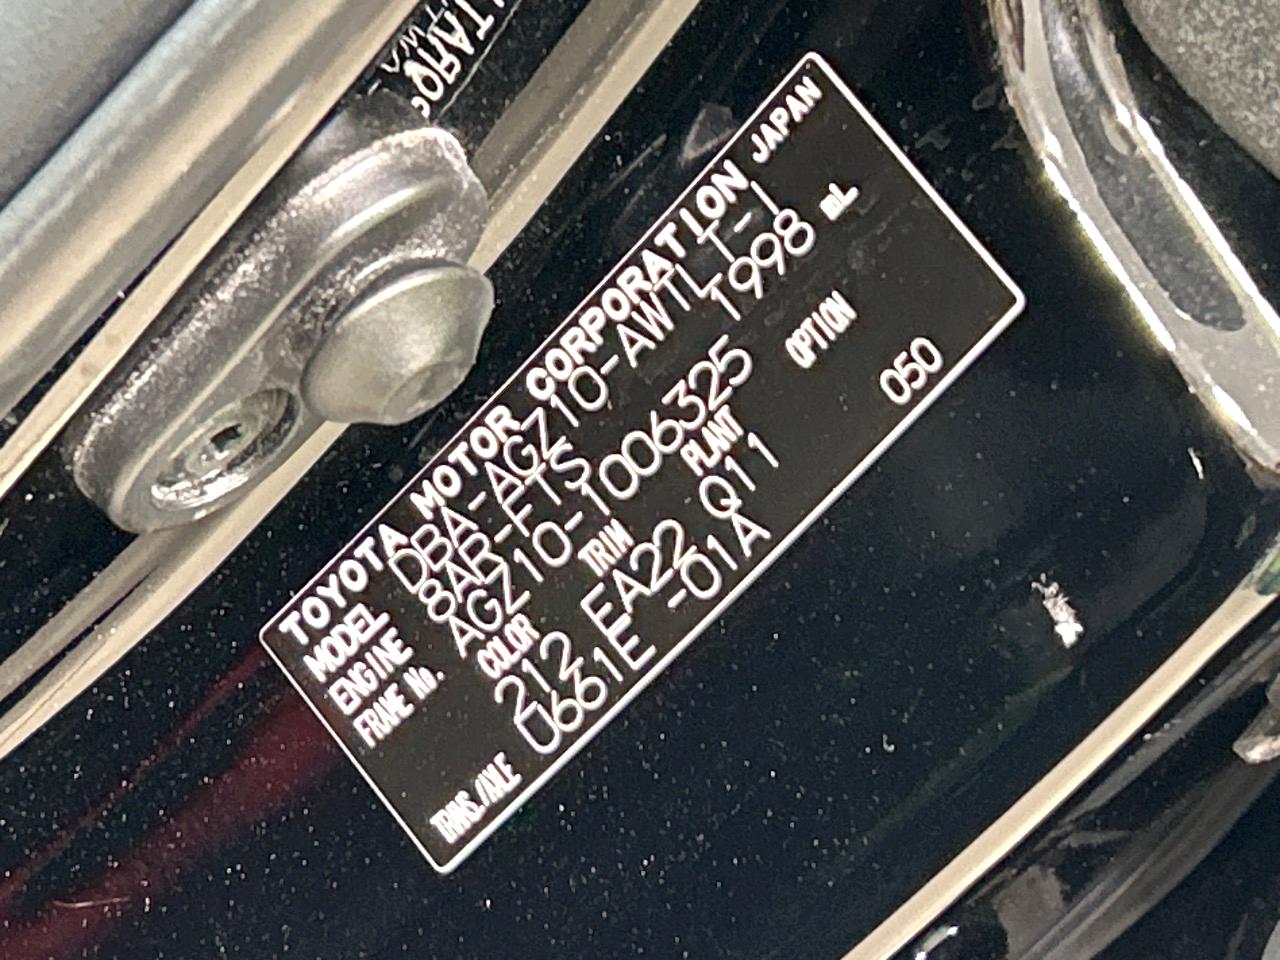 TOYOTA MOTOR CORPORATION JAPAN
MODEL DBA-AGZ10-AWTLT-I
ENGINE 8AR-FTS 1998 mL
FRAME No. AGZ10-1006325
COLOR TRIM PLANT OPTION
212 EA22 Q11 050
TRANS./AXLE U661E -01A